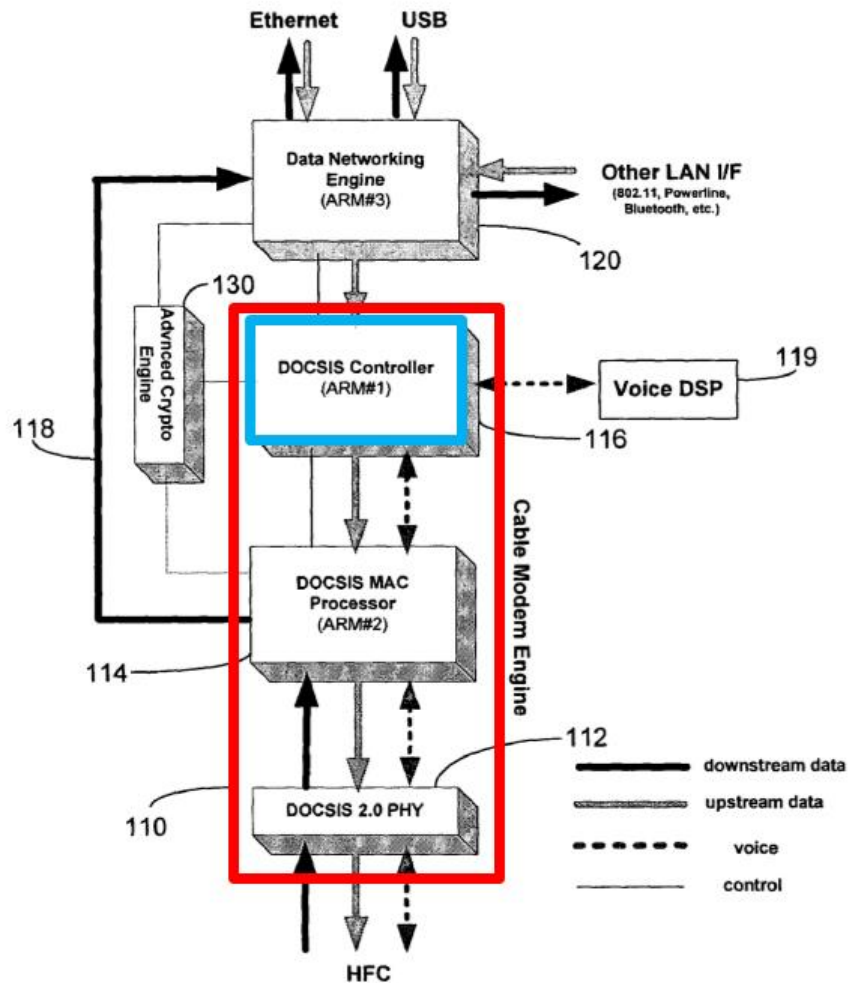 Ethernet
USB
Data Networking
Engine
(ARM#3)
Other LAN I/F
(802.11, Powerline,
Bluetooth, etc.)
120
130
Advnced Crypto
Engine
DOCSIS Controller
(ARM#1)
Voice DSP
119
118
116
Cable Modem Engine
DOCSIS MAC
Processor
(ARM#2)
114
112
DOCSIS 2.0 PHY
110
downstream data
upstream data
voice
control
HFC